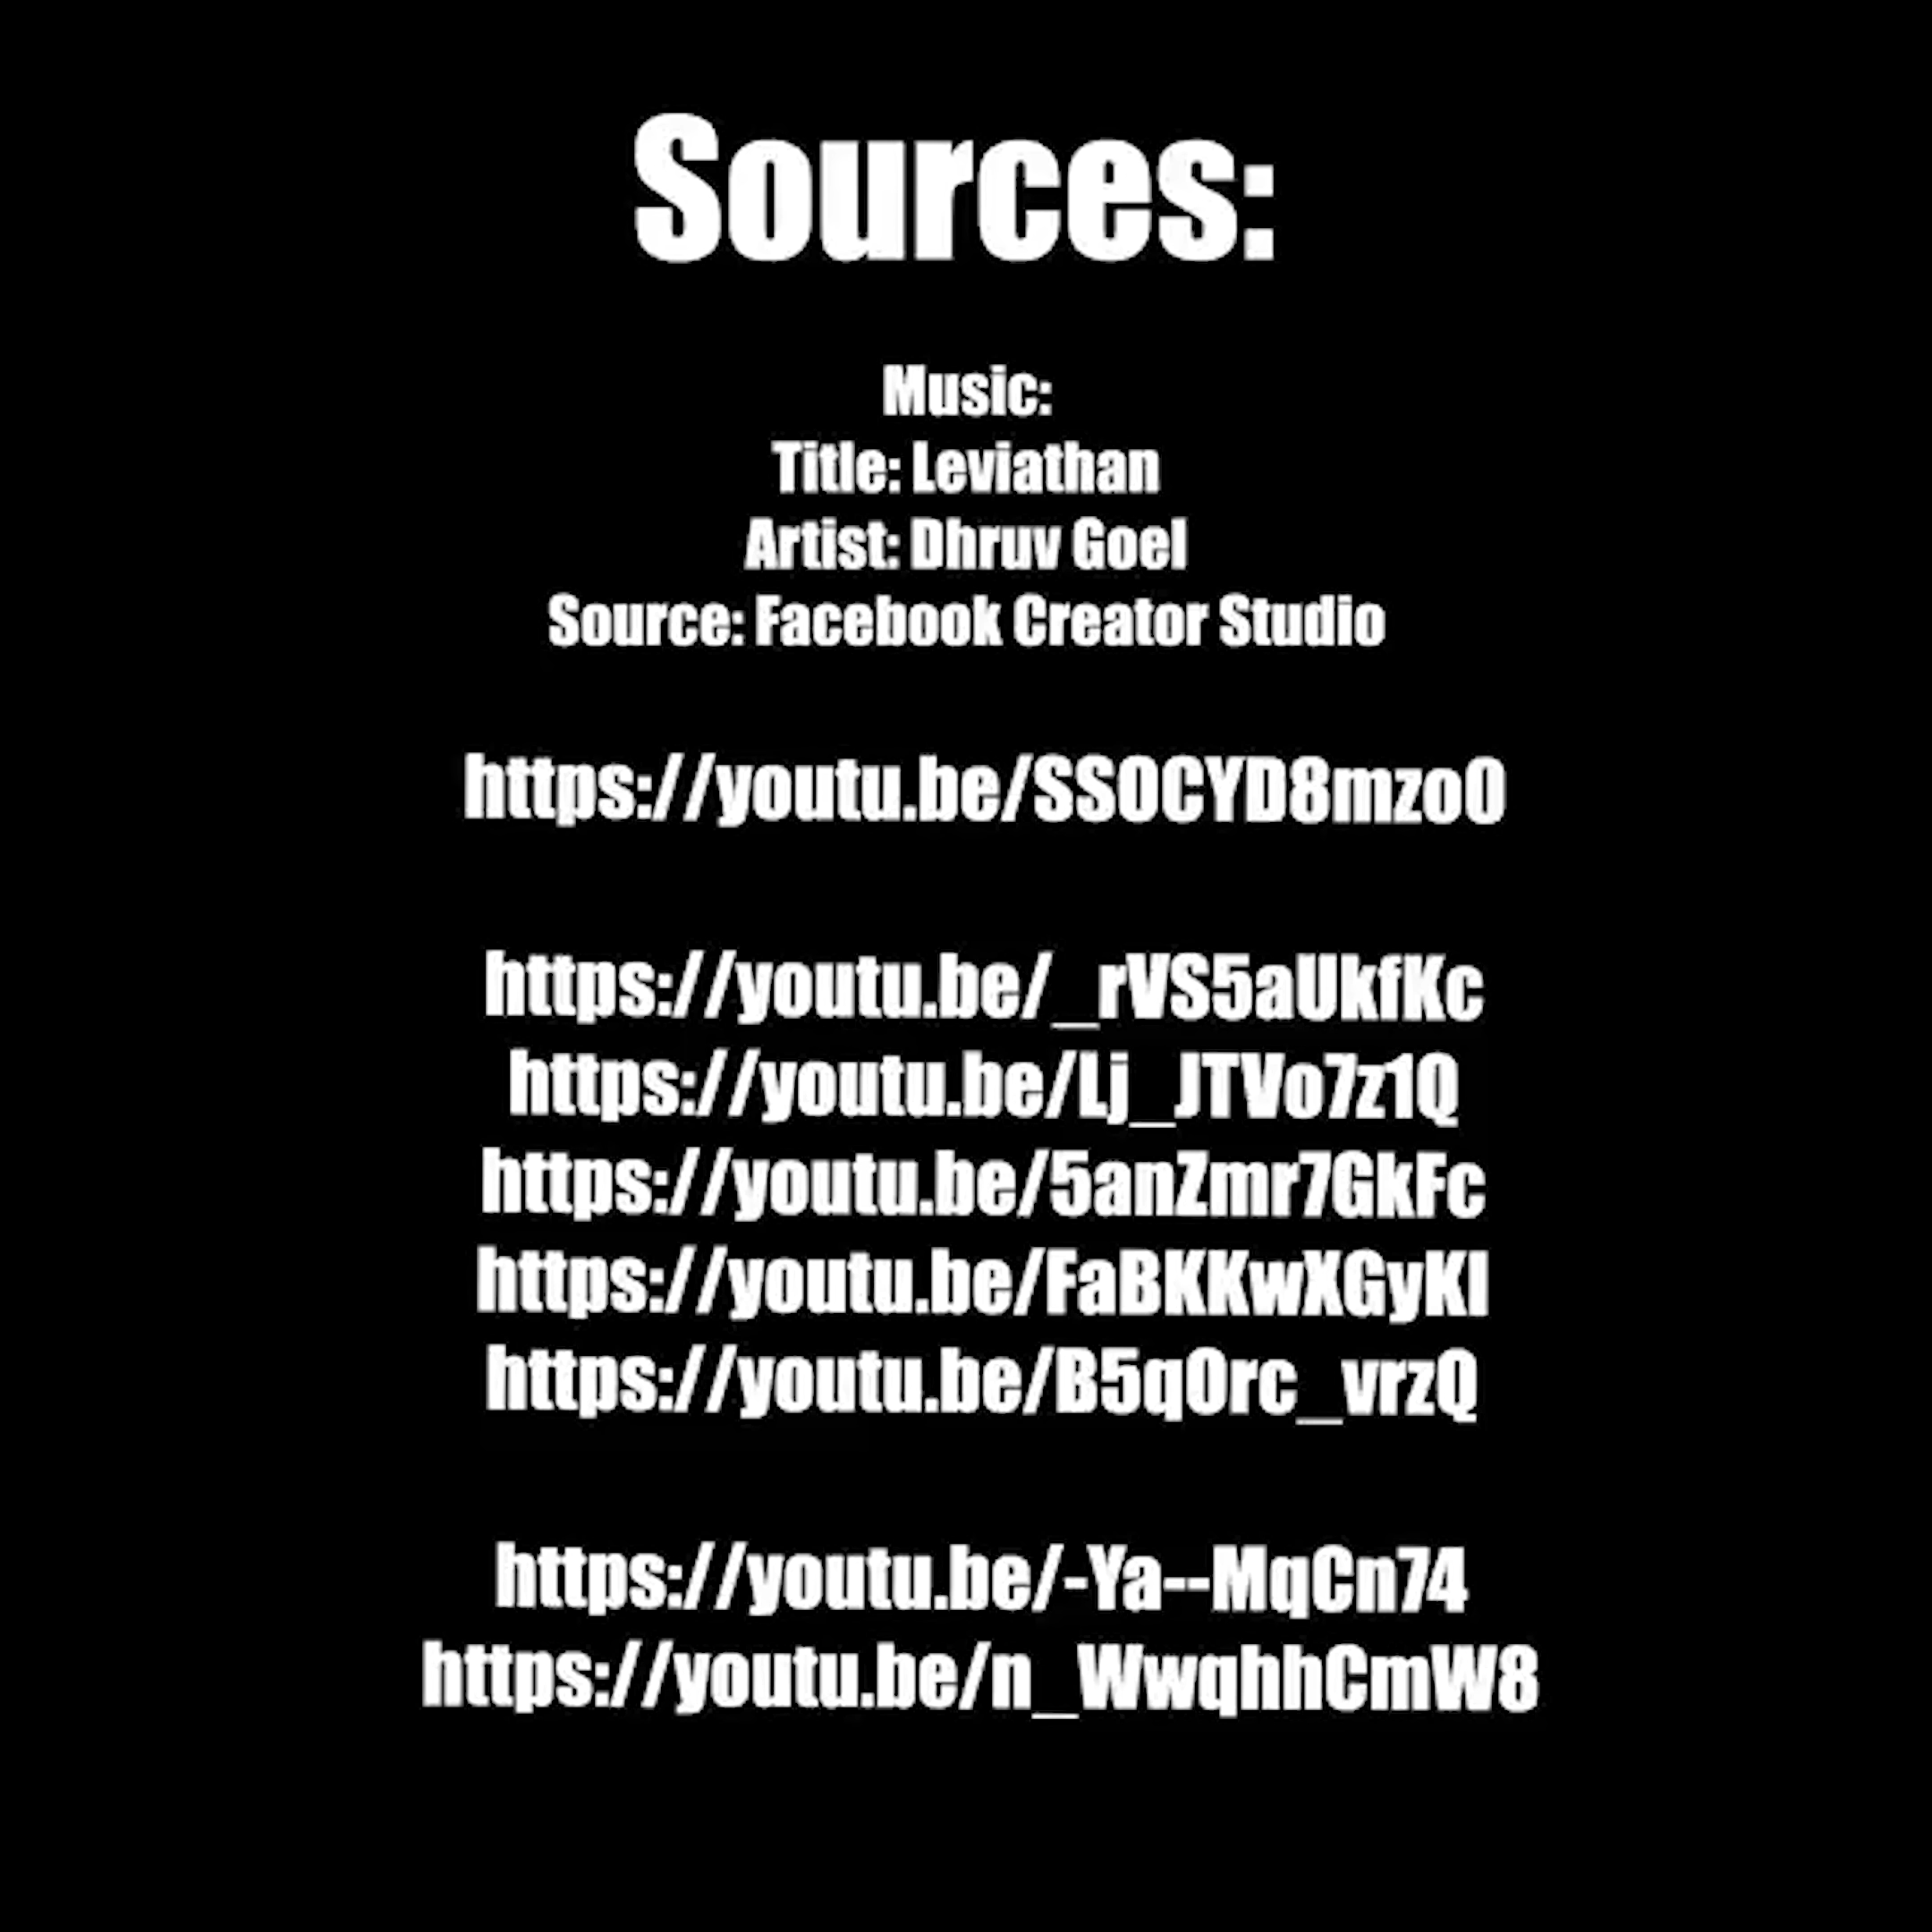 Sources:
Music:
Title: Leviathan
Artist: Dhruv Goel
Source: Facebook Creator Studio
https://youtu.be/SSOCYD8mzo0
https://youtu.be/_rVS5aUkfKc
https://youtu.be/Lj_JTVo7z1Q
https://youtu.be/5anZmr7GkFc
https://youtu.be/FaBKKwXGyKI
https://youtu.be/B5qOrc_vrzQ
https://youtu.be/-Ya--MqCn74
https://youtu.be/n_WwqhhCmW8